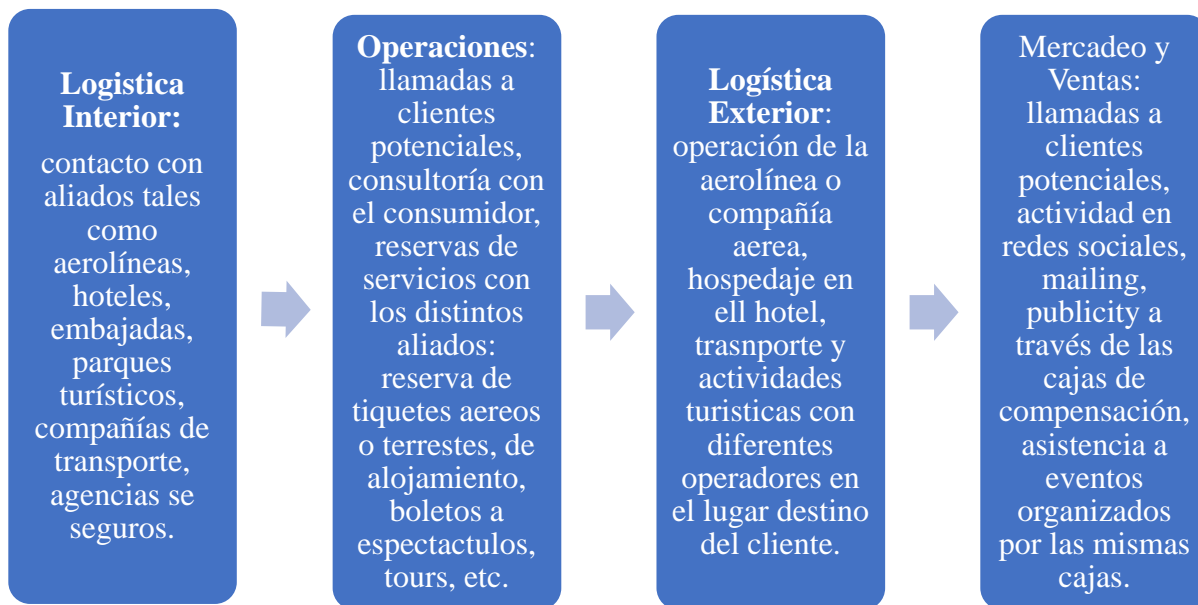 Logistica
Interior:
contacto con
aliados tales
como
aerolíneas,
hoteles,
embajadas,
parques
turísticos,
compañías de
transporte,
agencias se
seguros.
Operaciones:
llamadas a
clientes
potenciales,
consultoría con
el consumidor,
reservas de
servicios con
los distintos
aliados:
reserva de
tiquetes aereos
o terrestes, de
alojamiento,
boletos a
espectactulos,
tours, etc.
Logística
Exterior:
operación de la
aerolínea o
compañía
aerea,
hospedaje en
ell hotel,
trasnporte y
actividades
turisticas con
diferentes
operadores en
el lugar destino
del cliente.
Mercadeo y
Ventas:
llamadas a
clientes
potenciales,
actividad en
redes sociales,
mailing,
publicity a
través de las
cajas de
compensación,
asistencia a
eventos
organizados
por las mismas
cajas.